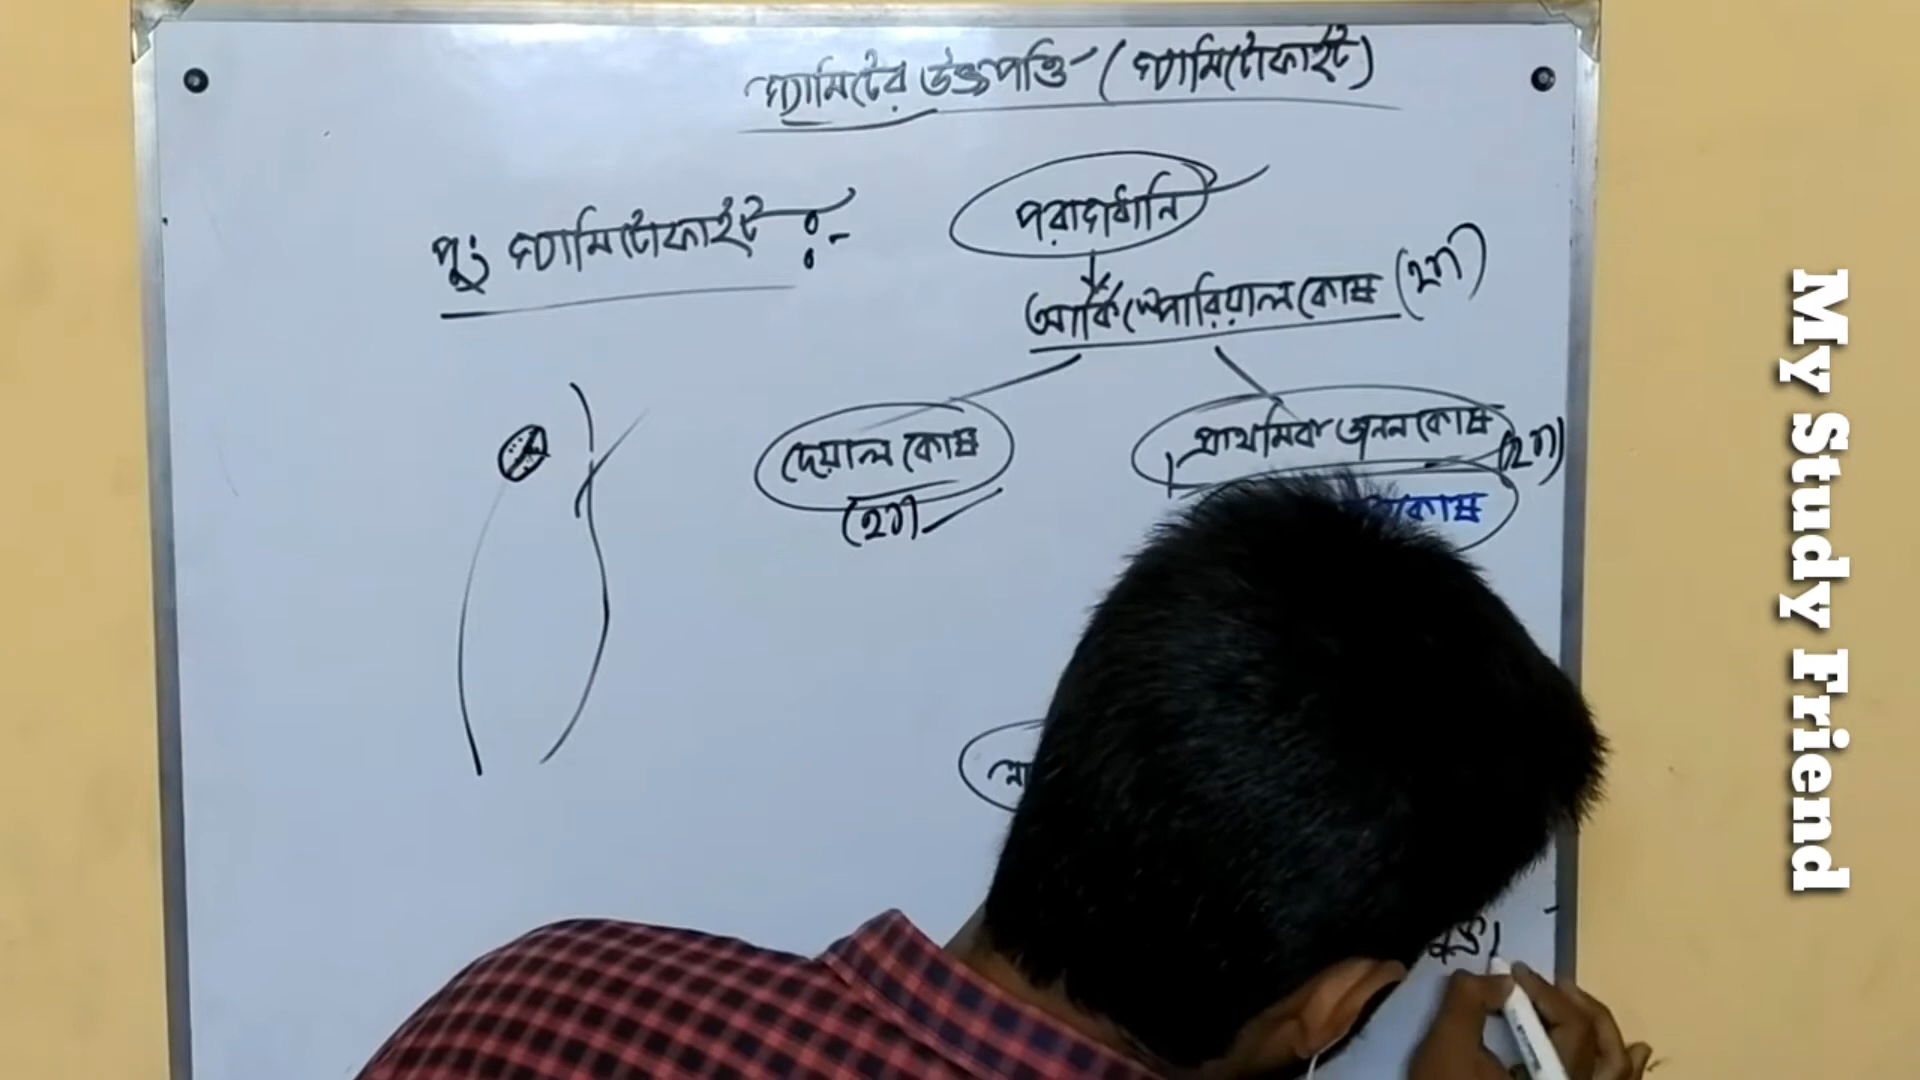 গ্যামিটের উৎপত্তি (গ্যামিটোফাইট)
পরাগধানি
পুং গ্যামিটোফাইট :-
আর্কিস্পোরিয়াল কোষ (2n)
দেয়াল কোষ
(2n)
প্রাথমিক জনন কোষ
(2n)
কোষ
My Study Friend